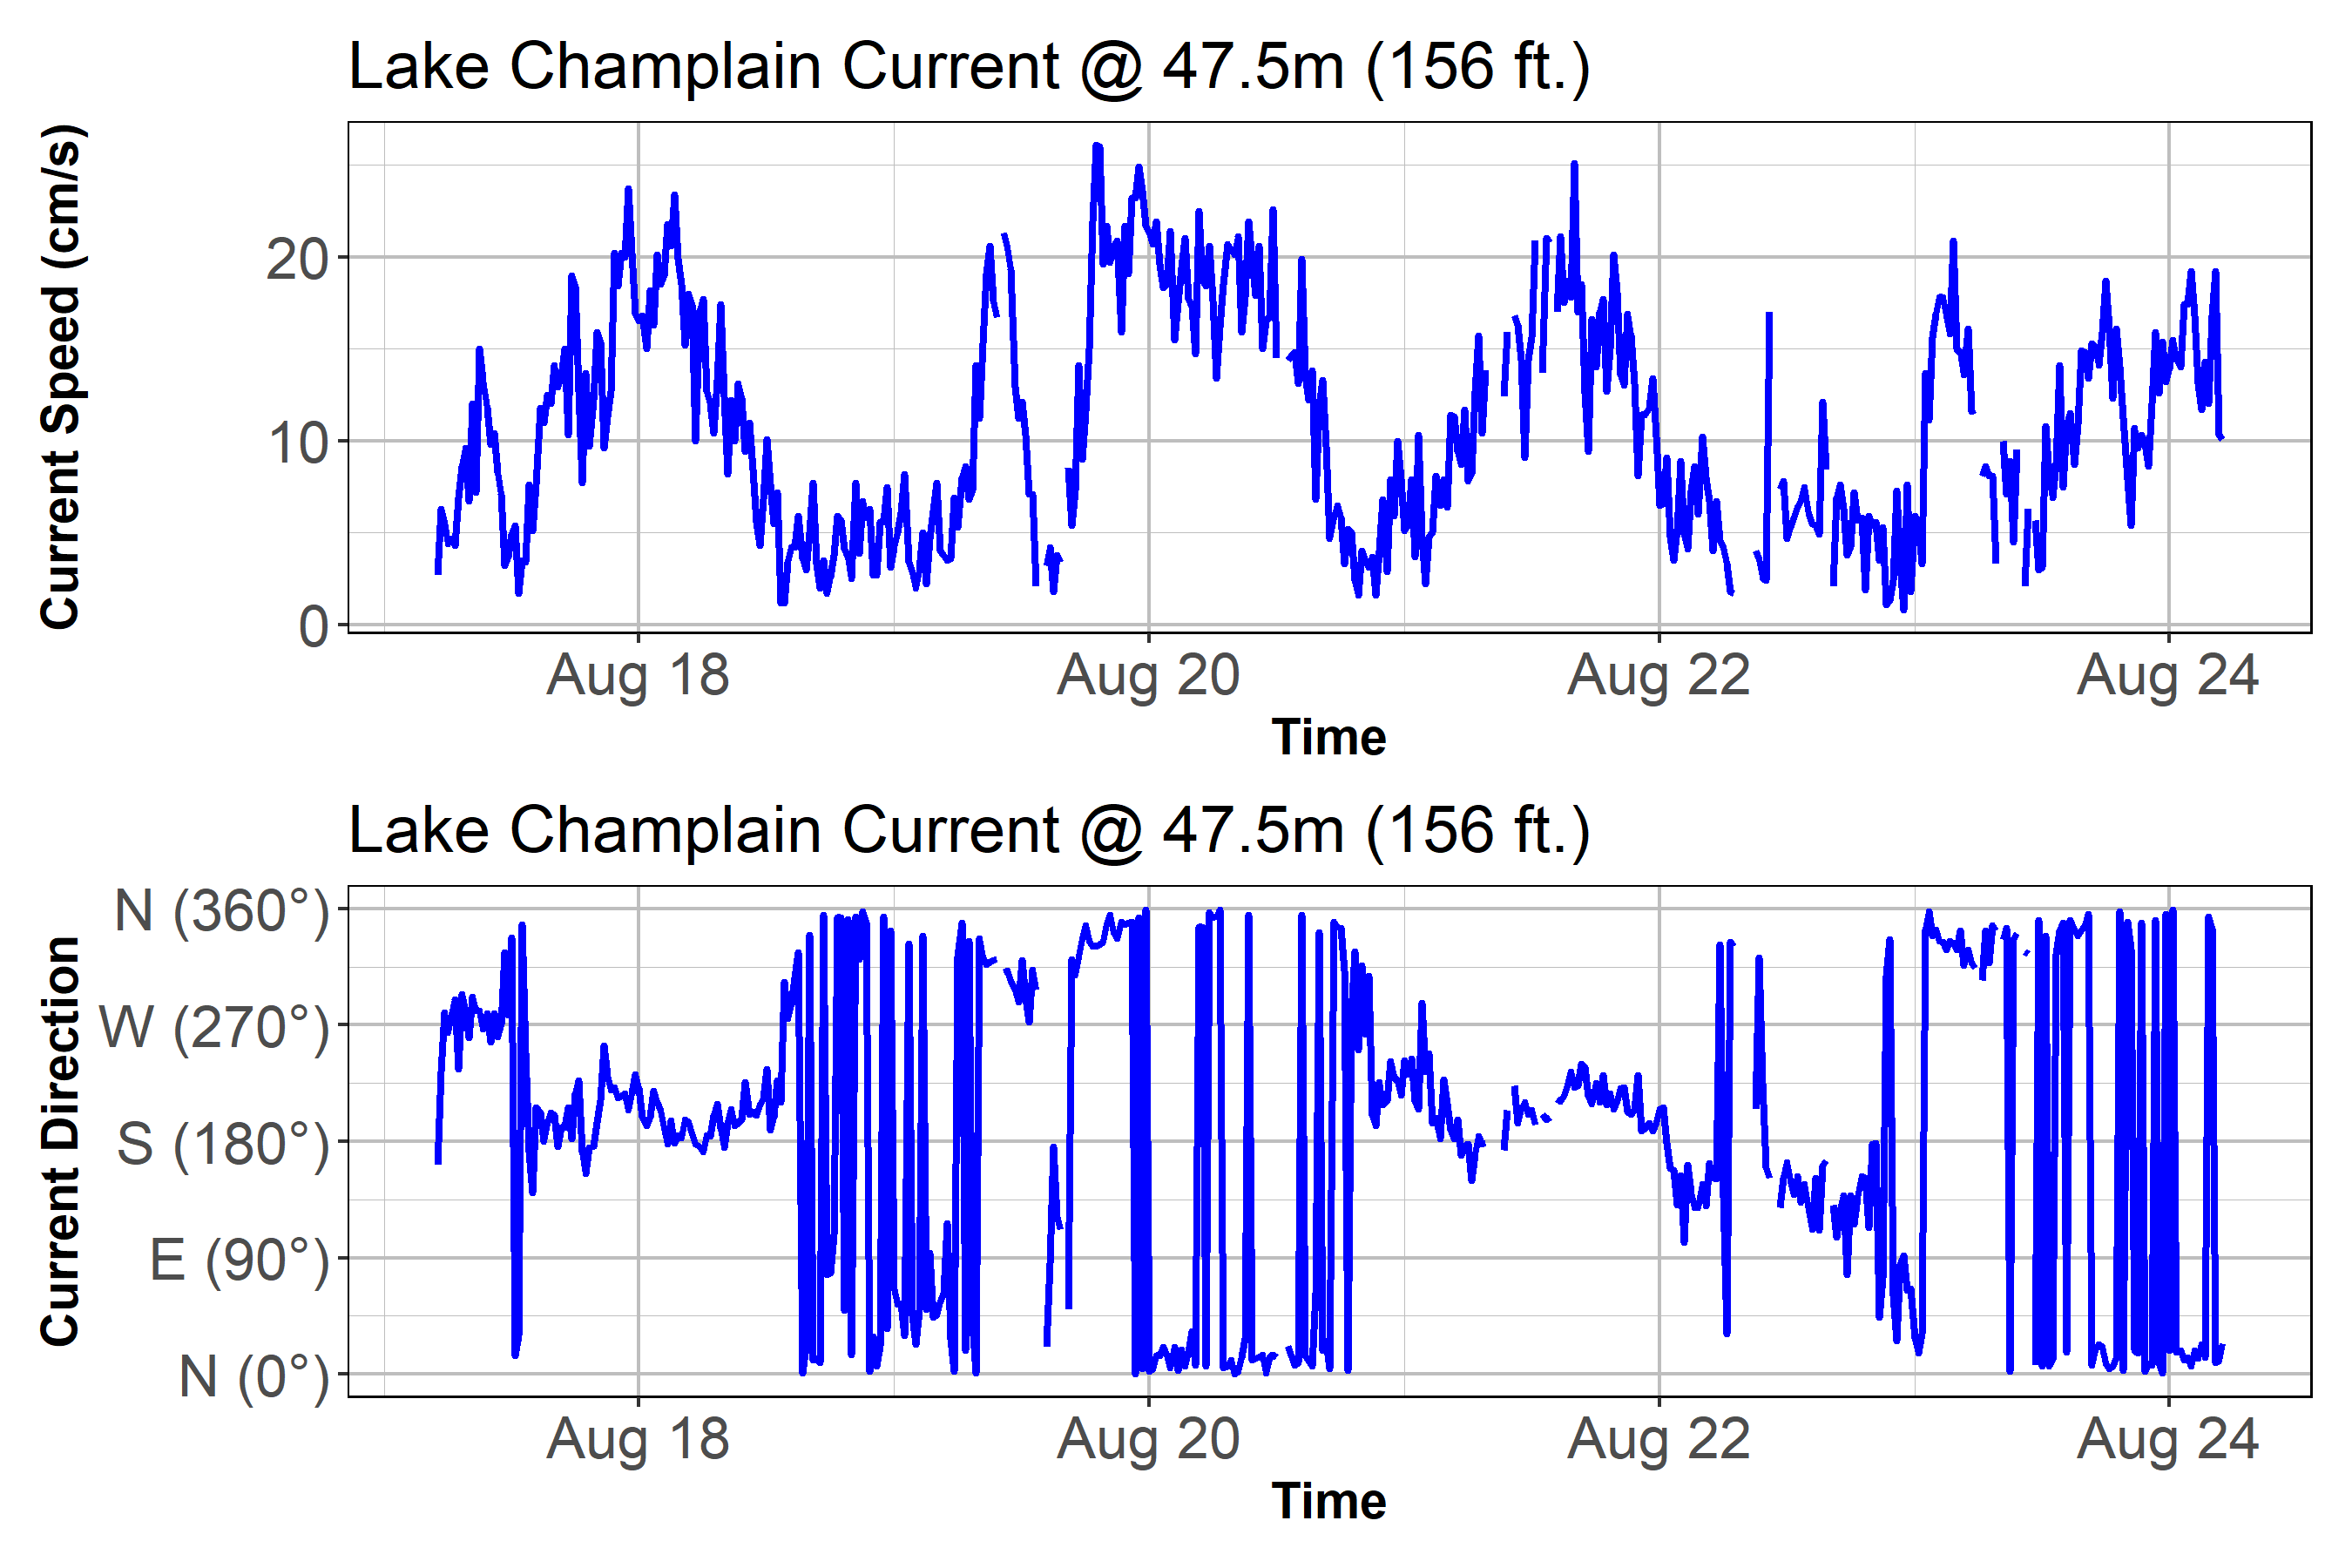 Lake Champlain Current @ 47.5m (156 ft.)
Current Speed (cm/s)
20
10
0
Aug 18 Aug 20 Aug 22 Aug 24
Time
Lake Champlain Current @ 47.5m (156 ft.)
Current Direction
N (360°)
W (270°)
S (180°)
E (90°)
N (0°)
Aug 18 Aug 20 Aug 22 Aug 24
Time